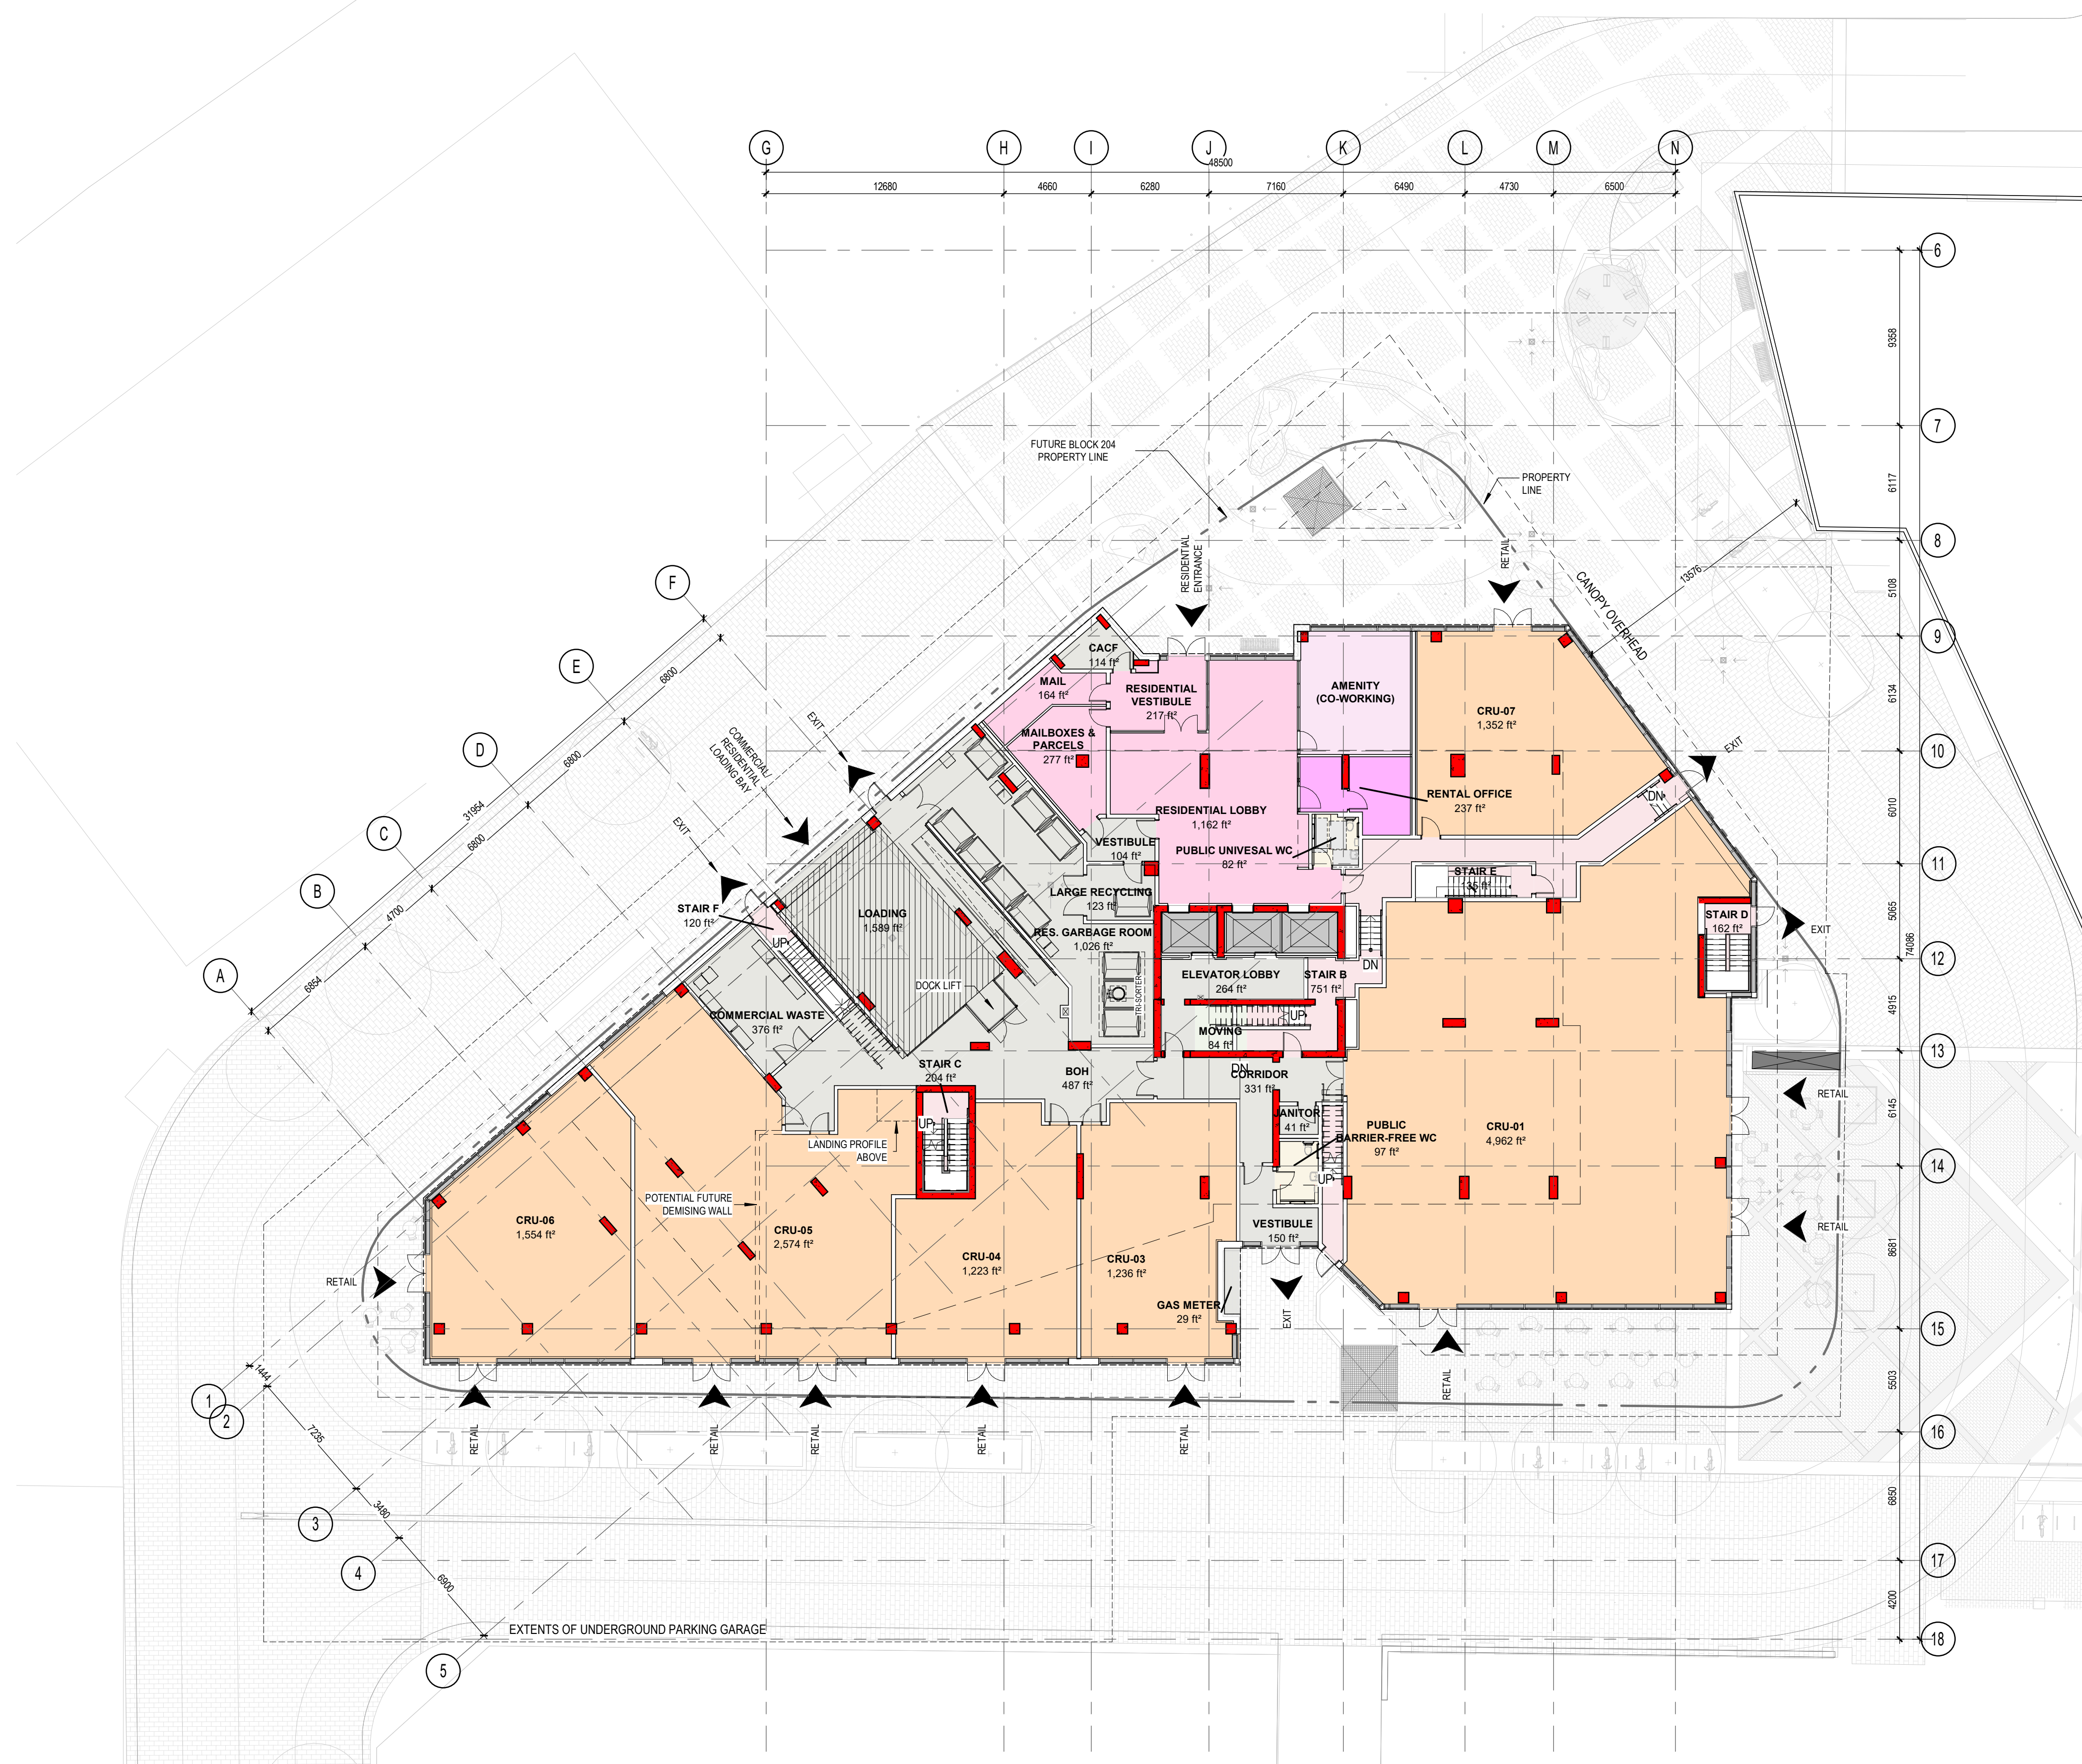 G
H
I
J
K
L
M
N
48500
12680
4660
6280
7160
6490
4730
6500
6
9358
7
FUTURE BLOCK 204
PROPERTY LINE
PROPERTY
LINE
6117
8
RESIDENTIAL
ENTRANCE
RETAIL
CANOPY OVERHEAD
13576
5108
F
9
E
6800
CACF
114 ft²
MAIL
164 ft²
RESIDENTIAL
VESTIBULE
217 ft²
AMENITY
(CO-WORKING)
CRU-07
1,352 ft²
6134
EXIT
COMMERCIAL/
RESIDENTIAL
LOADING BAY
MAILBOXES &
PARCELS
277 ft²
EXIT
D
6800
10
RENTAL OFFICE
237 ft²
DN
RESIDENTIAL LOBBY
1,162 ft²
6010
31954
C
6800
EXIT
VESTIBULE
104 ft²
PUBLIC UNIVESAL WC
82 ft²
11
B
4700
LARGE RECYCLING
123 ft²
STAIR E
135 ft²
STAIR F
120 ft²
LOADING
1,589 ft²
STAIR D
162 ft²
5065
RES. GARBAGE ROOM
1,026 ft²
UP
EXIT
74086
12
A
6854
ELEVATOR LOBBY
264 ft²
STAIR B
751 ft²
DN
DOCK LIFT
TRI-SORTER
COMMERCIAL WASTE
376 ft²
UP
MOVING
84 ft²
4915
13
STAIR C
204 ft²
BOH
487 ft²
DN
CORRIDOR
331 ft²
RETAIL
6145
UP
JANITOR
41 ft²
PUBLIC
BARRIER-FREE WC
97 ft²
CRU-01
4,962 ft²
LANDING PROFILE
ABOVE
14
UP
POTENTIAL FUTURE
DEMISING WALL
CRU-06
1,554 ft²
CRU-05
2,574 ft²
VESTIBULE
150 ft²
RETAIL
CRU-04
1,223 ft²
CRU-03
1,236 ft²
8681
RETAIL
GAS METER
29 ft²
EXIT
15
1444
1
2
RETAIL
5503
RETAIL
RETAIL
RETAIL
RETAIL
RETAIL
16
7235
6850
3
3480
4
17
6900
4200
EXTENTS OF UNDERGROUND PARKING GARAGE
18
5